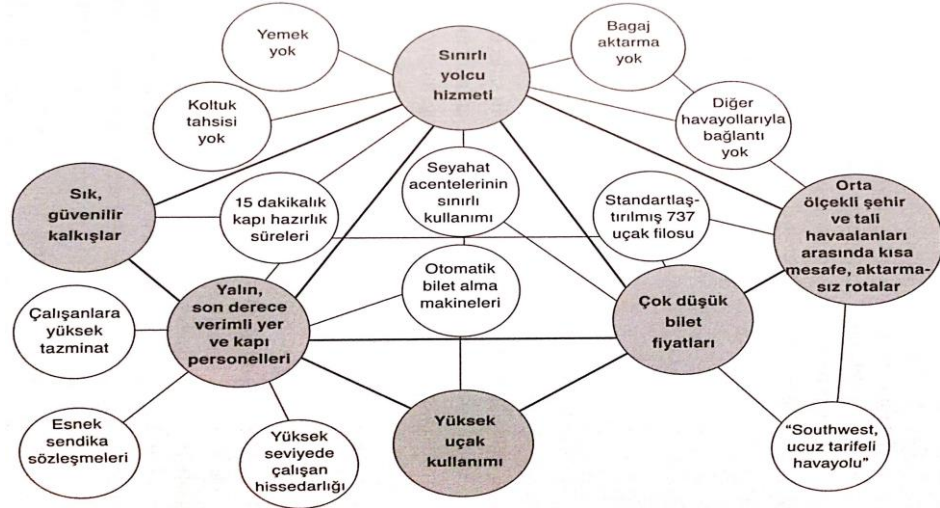 Yemek
yok
Sınırlı
yolcu
hizmeti
Bagaj
aktarma
yok
Koltuk
tahsisi
yok
Diğer
havayollarıyla
bağlantı
yok
Sık,
güvenilir
kalkışlar
15 dakikalık
kapı hazırlık
süreleri
Seyahat
acentelerinin
sınırlı
kullanımı
Standartlaş-
tırılmış 737
uçak filosu
Orta
ölçekli şehir
ve tali
havaalanları
arasında kısa
mesafe, aktarma-
sız rotalar
Çalışanlara
yüksek
tazminat
Yalın,
son derece
verimli yer
ve kapı
personelleri
Otomatik
bilet alma
makineleri
Çok düşük
bilet
fiyatları
Esnek
sendika
sözleşmeleri
Yüksek
seviyede
çalışan
hissedarlığı
Yüksek
uçak
kullanımı
"Southwest,
ucuz tarifeli
havayolu"